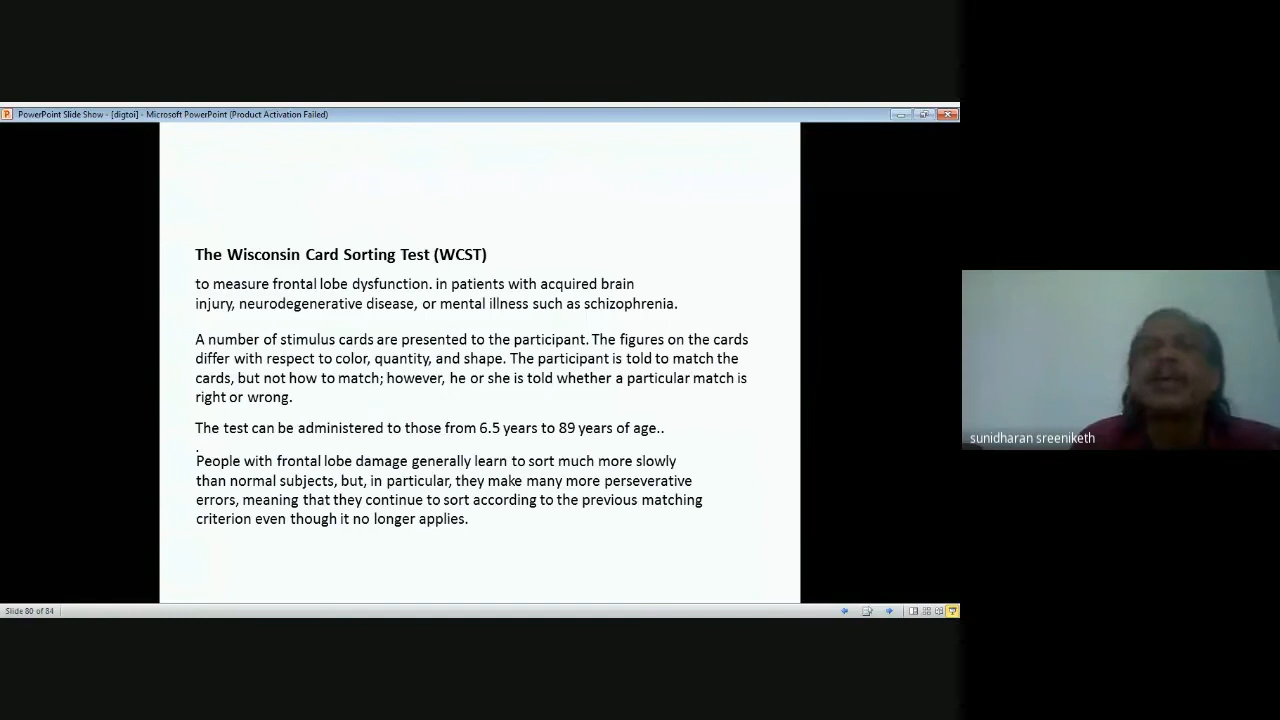 PowerPoint Slide Show - [digtoi] - Microsoft PowerPoint (Product Activation Failed)
The Wisconsin Card Sorting Test (WCST)
to measure frontal lobe dysfunction. in patients with acquired brain
injury, neurodegenerative disease, or mental illness such as schizophrenia.
A number of stimulus cards are presented to the participant. The figures on the cards
differ with respect to color, quantity, and shape. The participant is told to match the
cards, but not how to match; however, he or she is told whether a particular match is
right or wrong.
The test can be administered to those from 6.5 years to 89 years of age..
.
People with frontal lobe damage generally learn to sort much more slowly
than normal subjects, but, in particular, they make many more perseverative
errors, meaning that they continue to sort according to the previous matching
criterion even though it no longer applies.
sunidharan sreeniketh
Slide 80 of 84